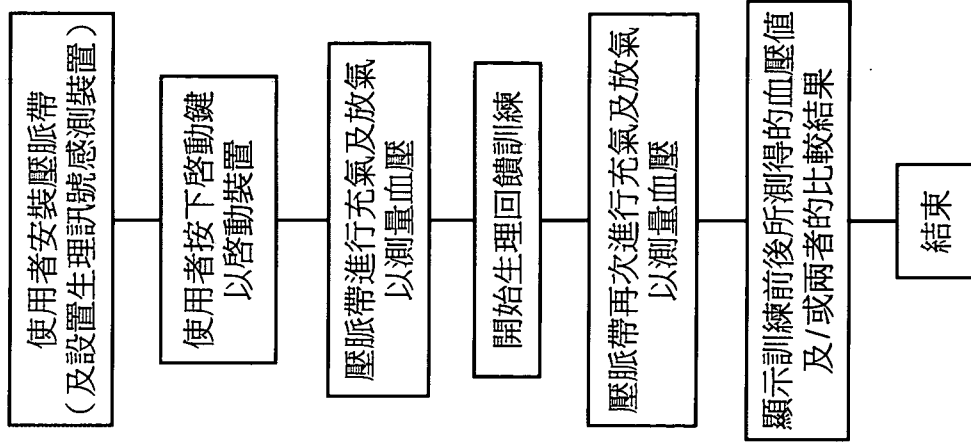 使用者安裝壓脈帶
（及設置生理訊號感測裝置）
使用者按下啓動鍵
以啓動裝置
壓脈帶進行充氣及放氣
以測量血壓
開始生理回饋訓練
壓脈帶再次進行充氣及放氣
以測量血壓
顯示訓練前後所測得的血壓值
及/或兩者的比較結果
結束